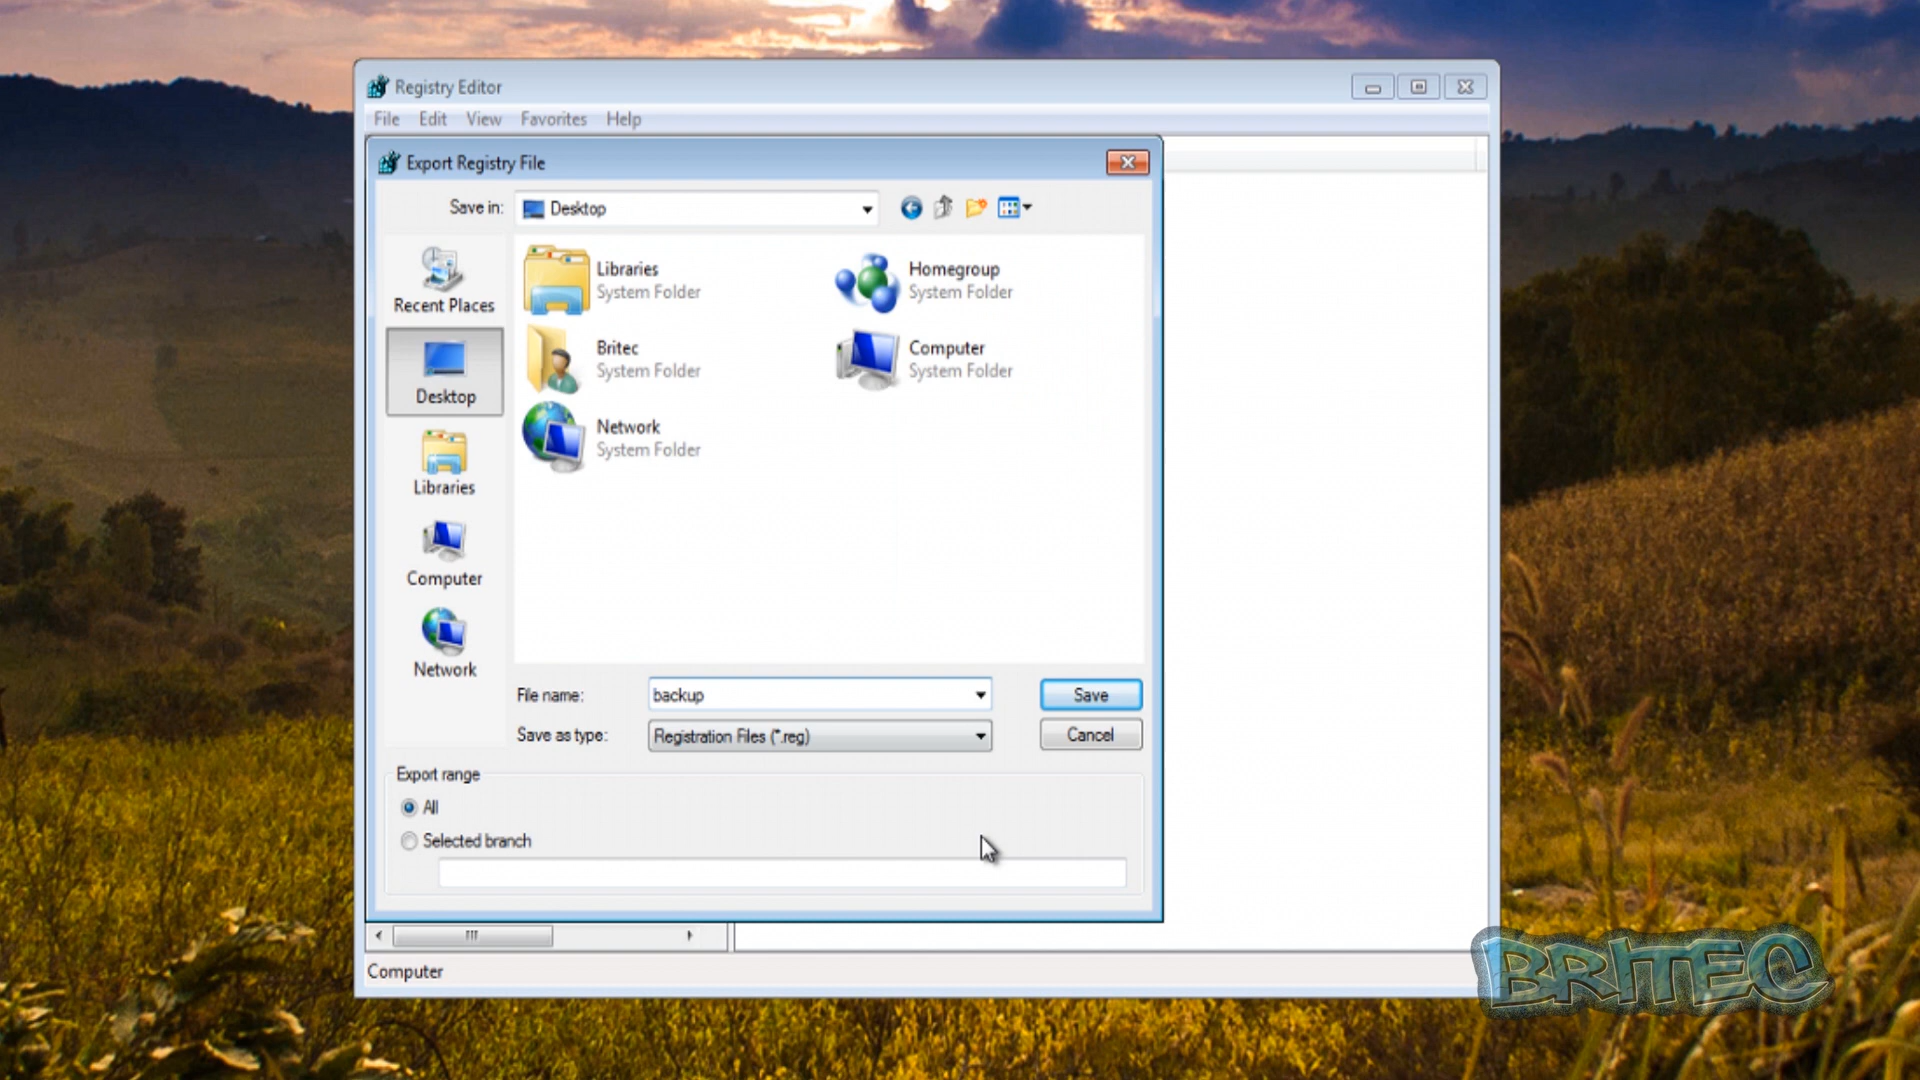 Registry Editor
File Edit View Favorites Help
Export Registry File
Save in: Desktop
Recent Places
Desktop
Libraries
Computer
Network
Libraries
System Folder
Homegroup
System Folder
Britec
System Folder
Computer
System Folder
Network
System Folder
File name: backup
Save
Save as type: Registration Files (*.reg)
Cancel
Export range
All
Selected branch
Computer
BRITEC